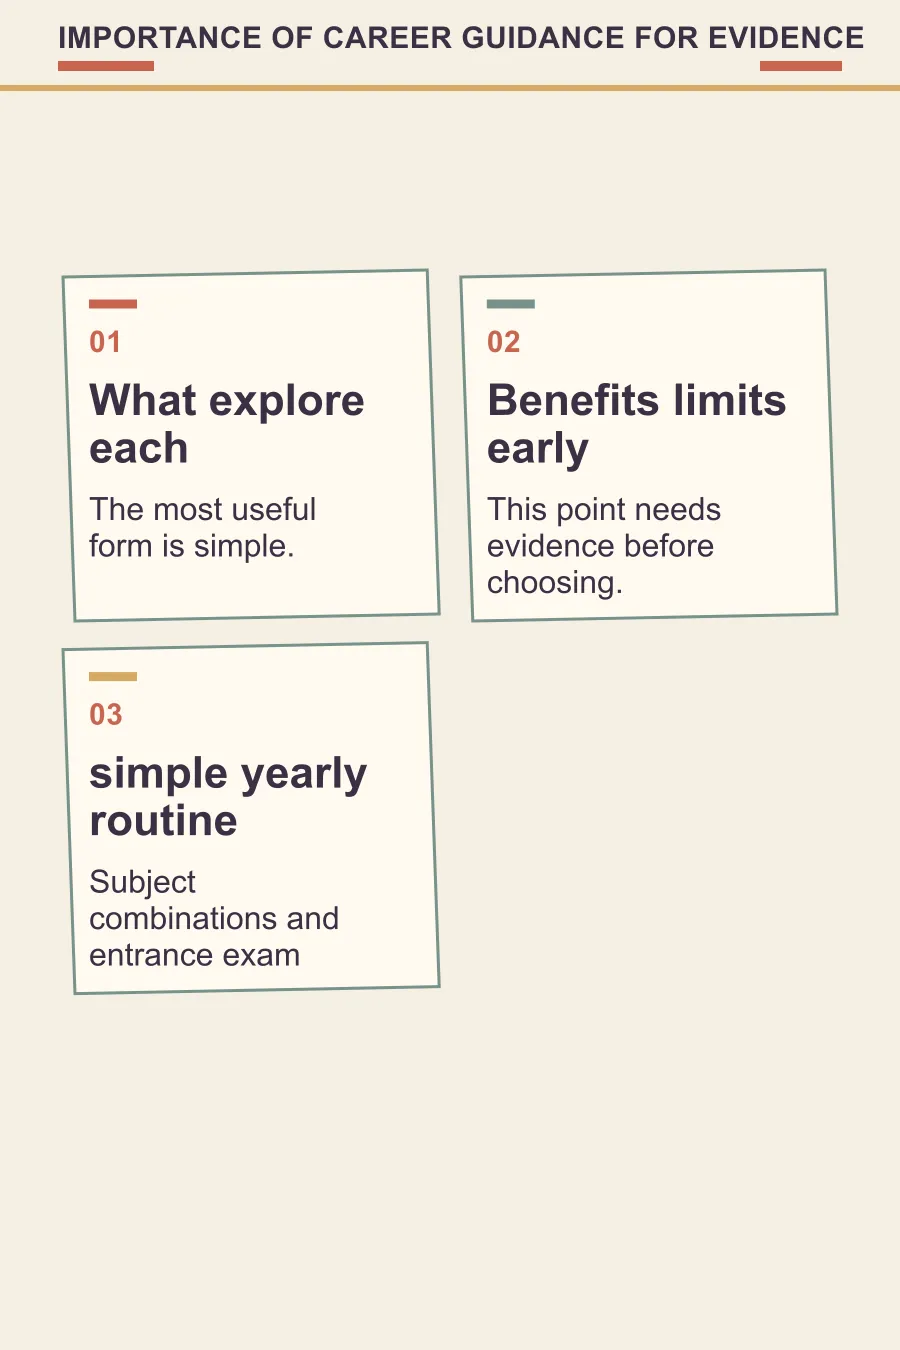 IMPORTANCE OF CAREER GUIDANCE FOR EVIDENCE
01
What explore
each
The most useful
form is simple.
02
Benefits limits
early
This point needs
evidence before
choosing.
03
simple yearly
routine
Subject
combinations and
entrance exam